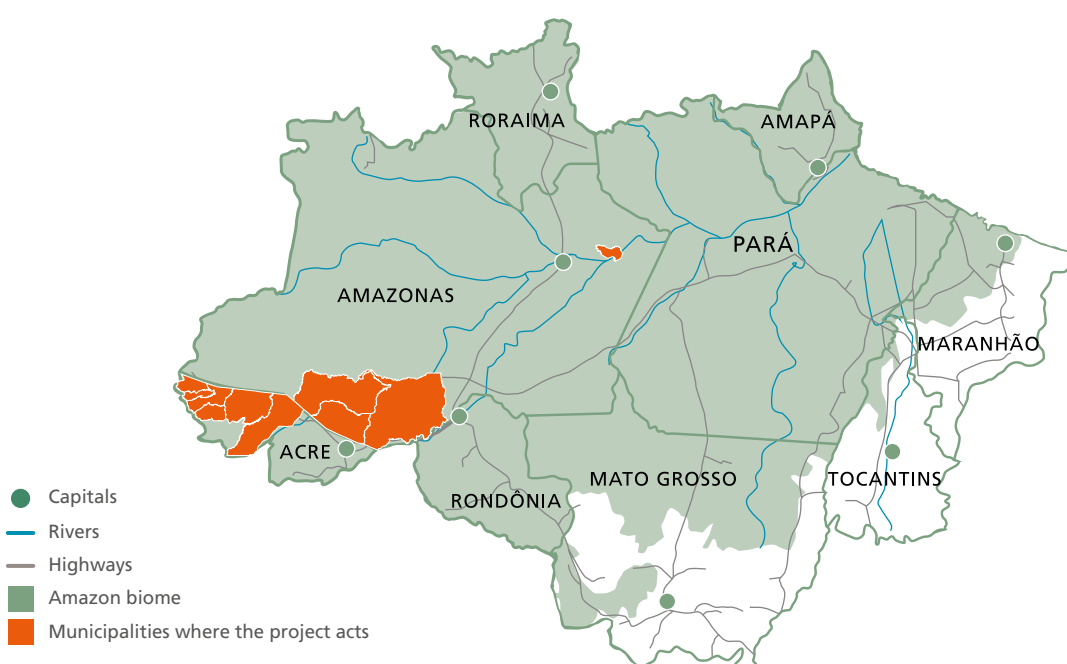 RORAIMA
AMAPÁ
PARÁ
AMAZONAS
MARANHÃO
ACRE
MATO GROSSO
TOCANTINS
RONDÔNIA
Capitals
Rivers
Highways
Amazon biome
Municipalities where the project acts